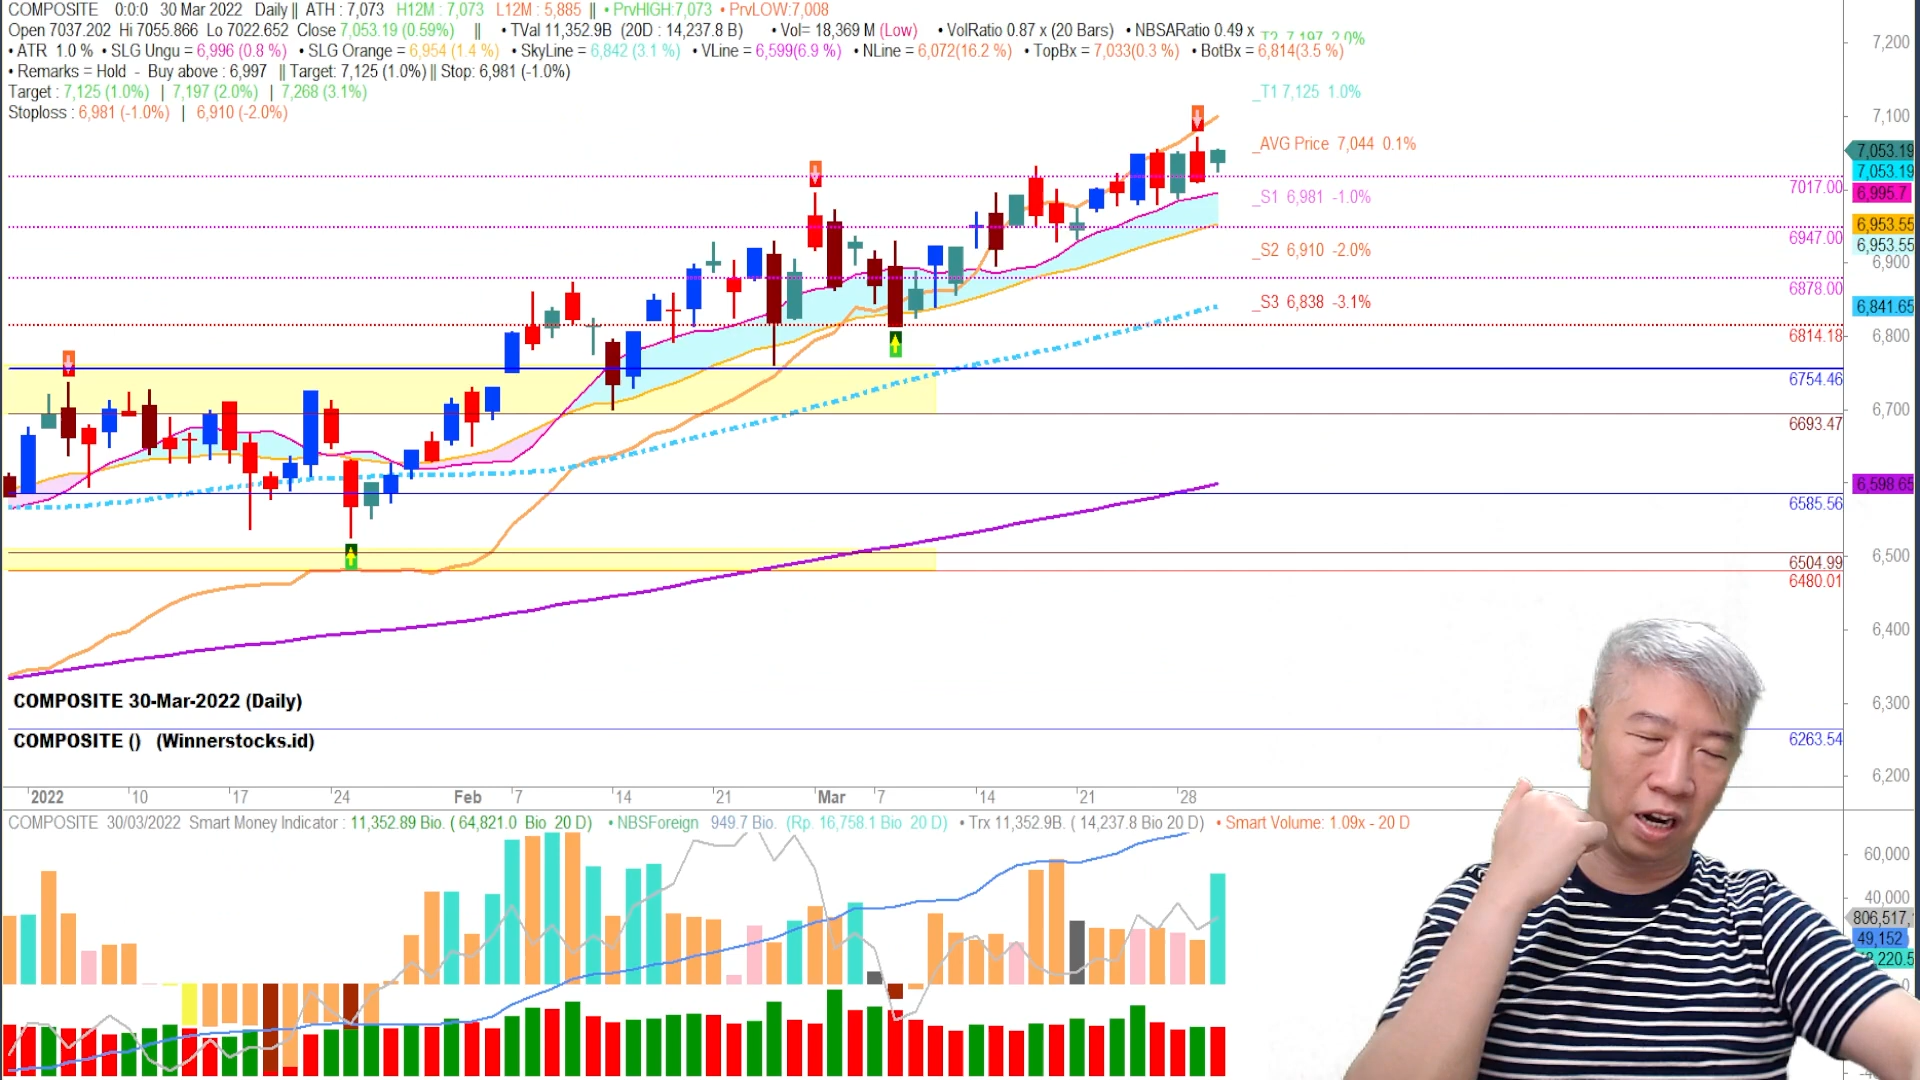 COMPOSITE 0:0:0 30 Mar 2022 Daily || ATH : 7,073 H12M : 7,073 L12M : 5,885 || • PrvHIGH:7,073 • PrvLOW:7,008
Open 7037.202 Hi 7055.866 Lo 7022.652 Close 7,053.19 (0.59%) || • TVal 11,352.9B (20D : 14,237.8 B) • Vol= 18,369 M (Low) • VolRatio 0.87 x (20 Bars) • NBSARatio 0.49 x
T2 7,197 2.0%
• ATR 1.0 % • SLG Ungu = 6,996 (0.8 %) • SLG Orange = 6,954 (1.4 %) • SkyLine = 6,842 (3.1 %) • VLine = 6,599(6.9 %) • NLine = 6,072(16.2 %) • TopBx = 7,033(0.3 %) • BotBx = 6,814(3.5 %)
• Remarks = Hold - Buy above : 6,997 || Target: 7,125 (1.0%) || Stop: 6,981 (-1.0%)
Target : 7,125 (1.0%) | 7,197 (2.0%) | 7,268 (3.1%)
Stoploss : 6,981 (-1.0%) | 6,910 (-2.0%)
_T1 7,125 1.0%
_AVG Price 7,044 0.1%
_S1 6,981 -1.0%
_S2 6,910 -2.0%
_S3 6,838 -3.1%
7,200
7,100
7,053.19
7,053.19
7017.00
6,995.7
6,953.55
6947.00
6,953.55
6,900
6878.00
6,841.65
6814.18
6,800
6754.46
6,700
6693.47
6,598.65
6585.56
6,500
6504.99
6480.01
6,400
6,300
6263.54
6,200
COMPOSITE 30-Mar-2022 (Daily)
COMPOSITE () (Winnerstocks.id)
2022 10 17 24 Feb 7 14 21 Mar 7 14 21 28
COMPOSITE 30/03/2022 Smart Money Indicator : 11,352.89 Bio. ( 64,821.0 Bio 20 D) • NBSForeign 949.7 Bio. (Rp. 16,758.1 Bio 20 D) • Trx 11,352.9B. ( 14,237.8 Bio 20 D) • Smart Volume: 1.09x - 20 D
60,000
40,000
806,517,
49,152